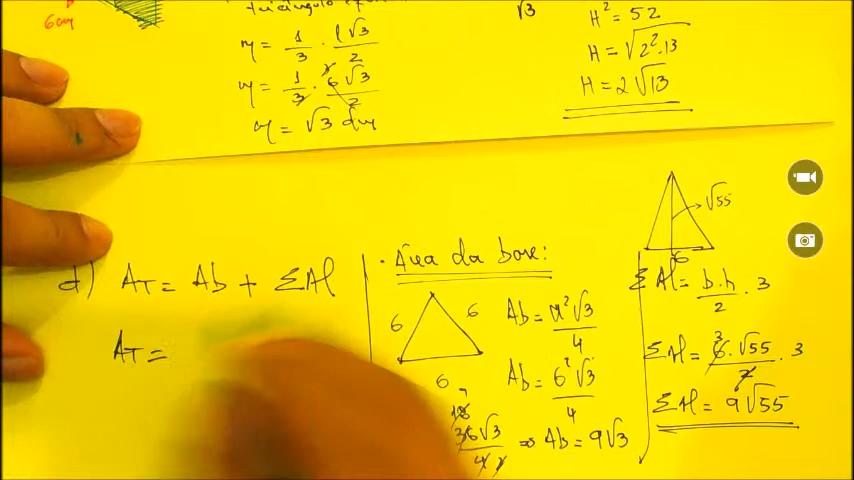 6cm
m = 1/3 · l√3/2
m = 1/3 · 6√3/2
m = √3 dm
√3
H² = 52
H = √2²·13
H = 2√13
d) AT = Ab + ΣAl
AT =
· Área da base:
6 6
6
Ab = l²√3/4
Ab = 6²√3/4
36√3/4 ⇒ Ab = 9√3
√55
6
ΣAl = b.h/2 · 3
ΣAl = 6·√55/2 · 3
ΣAl = 9√55